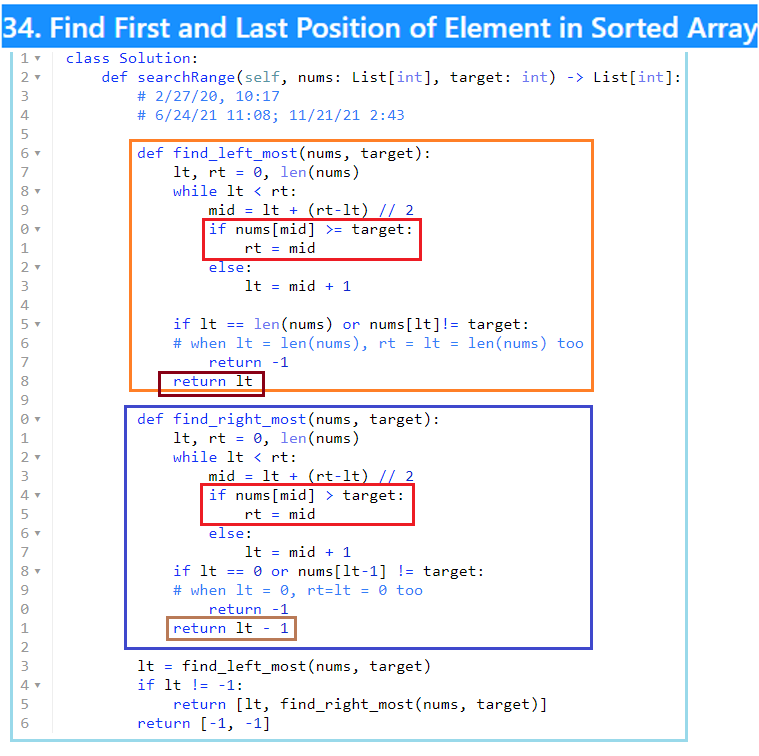 34. Find First and Last Position of Element in Sorted Array
1 class Solution:
2     def searchRange(self, nums: List[int], target: int) -> List[int]:
3         # 2/27/20, 10:17
4         # 6/24/21 11:08; 11/21/21 2:43
5
6         def find_left_most(nums, target):
7             lt, rt = 0, len(nums)
8             while lt < rt:
9                 mid = lt + (rt-lt) // 2
0                 if nums[mid] >= target:
1                     rt = mid
2                 else:
3                     lt = mid + 1
4
5             if lt == len(nums) or nums[lt]!= target:
6             # when lt = len(nums), rt = lt = len(nums) too
7                 return -1
8             return lt
9
0         def find_right_most(nums, target):
1             lt, rt = 0, len(nums)
2             while lt < rt:
3                 mid = lt + (rt-lt) // 2
4                 if nums[mid] > target:
5                     rt = mid
6                 else:
7                     lt = mid + 1
8             if lt == 0 or nums[lt-1] != target:
9             # when lt = 0, rt=lt = 0 too
0                 return -1
1             return lt - 1
2
3         lt = find_left_most(nums, target)
4         if lt != -1:
5             return [lt, find_right_most(nums, target)]
6         return [-1, -1]